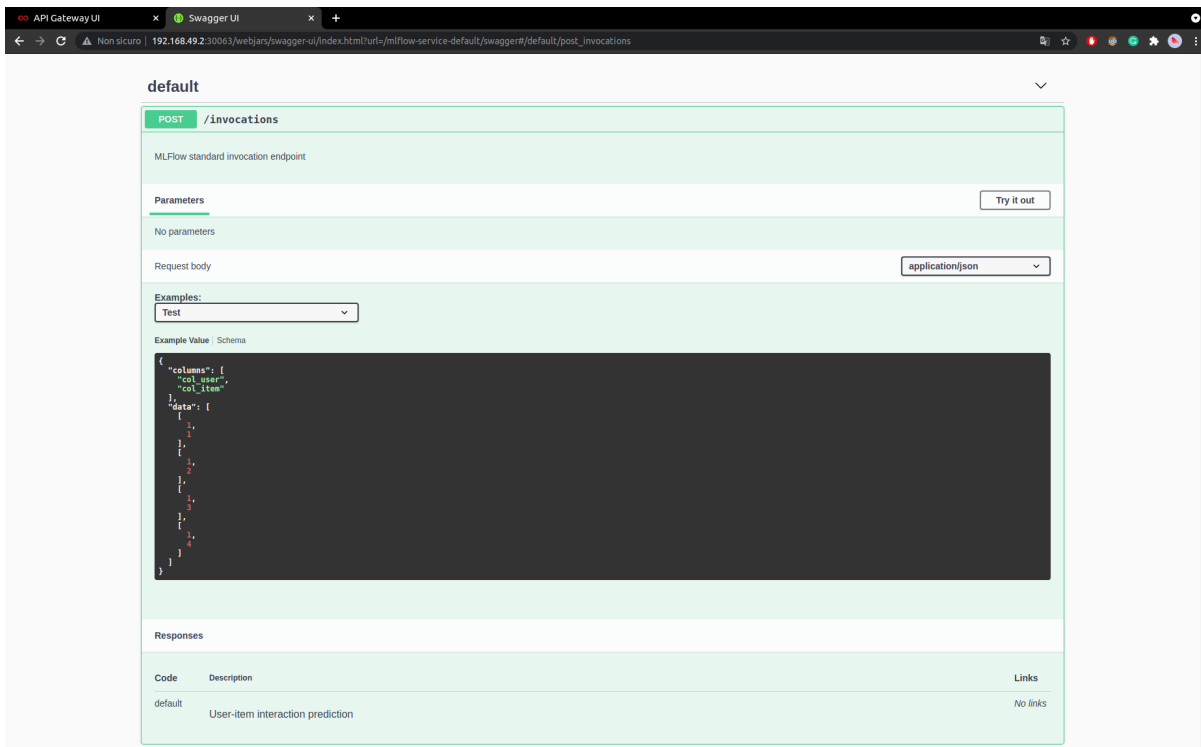 API Gateway UI
Swagger UI
Non sicuro | 192.168.49.2:30063/webjars/swagger-ui/index.html?url=/mlflow-service-default/swagger#/default/post_invocations
default
POST /invocations
MLFlow standard invocation endpoint
Parameters
Try it out
No parameters
Request body
application/json
Examples:
Test
Example Value | Schema
{
"columns": [
"col_user",
"col_item"
],
"data": [
[
1,
1
],
[
1,
2
],
[
1,
3
],
[
1,
4
]
]
}
Responses
Code Description Links
default User-item interaction prediction No links